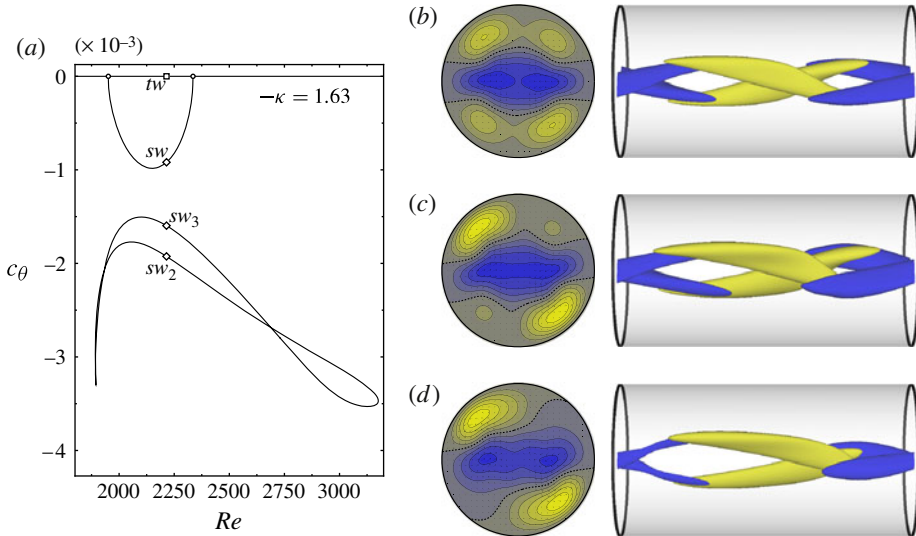 (a)
(× 10⁻³)
0
−1
−2
−3
−4
c_θ
tw
−κ = 1.63
sw
sw₃
sw₂
2000 2250 2500 2750 3000
Re
(b)
(c)
(d)